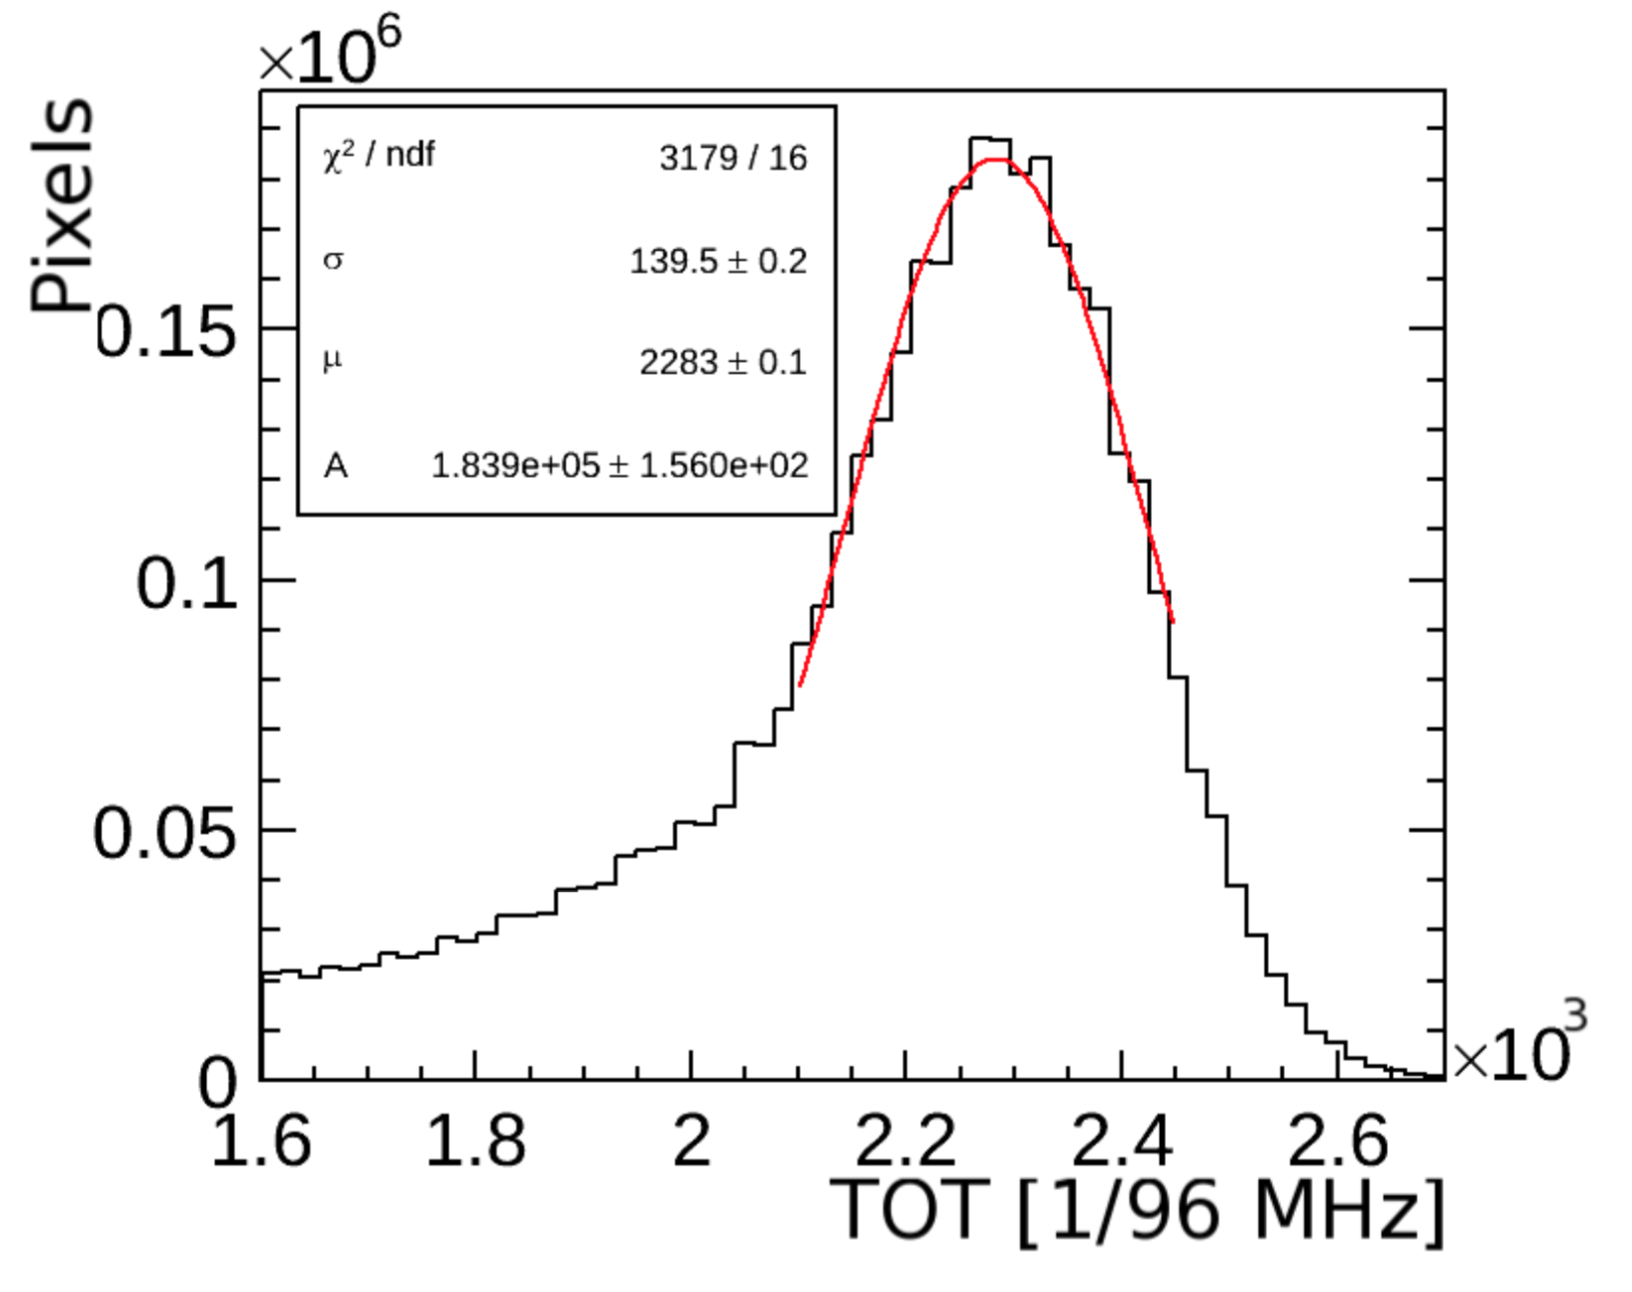 ×10⁶
Pixels
χ² / ndf 3179 / 16
σ 139.5 ± 0.2
μ 2283 ± 0.1
A 1.839e+05 ± 1.560e+02
0.15
0.1
0.05
0
×10³
1.6 1.8 2 2.2 2.4 2.6
TOT [1/96 MHz]